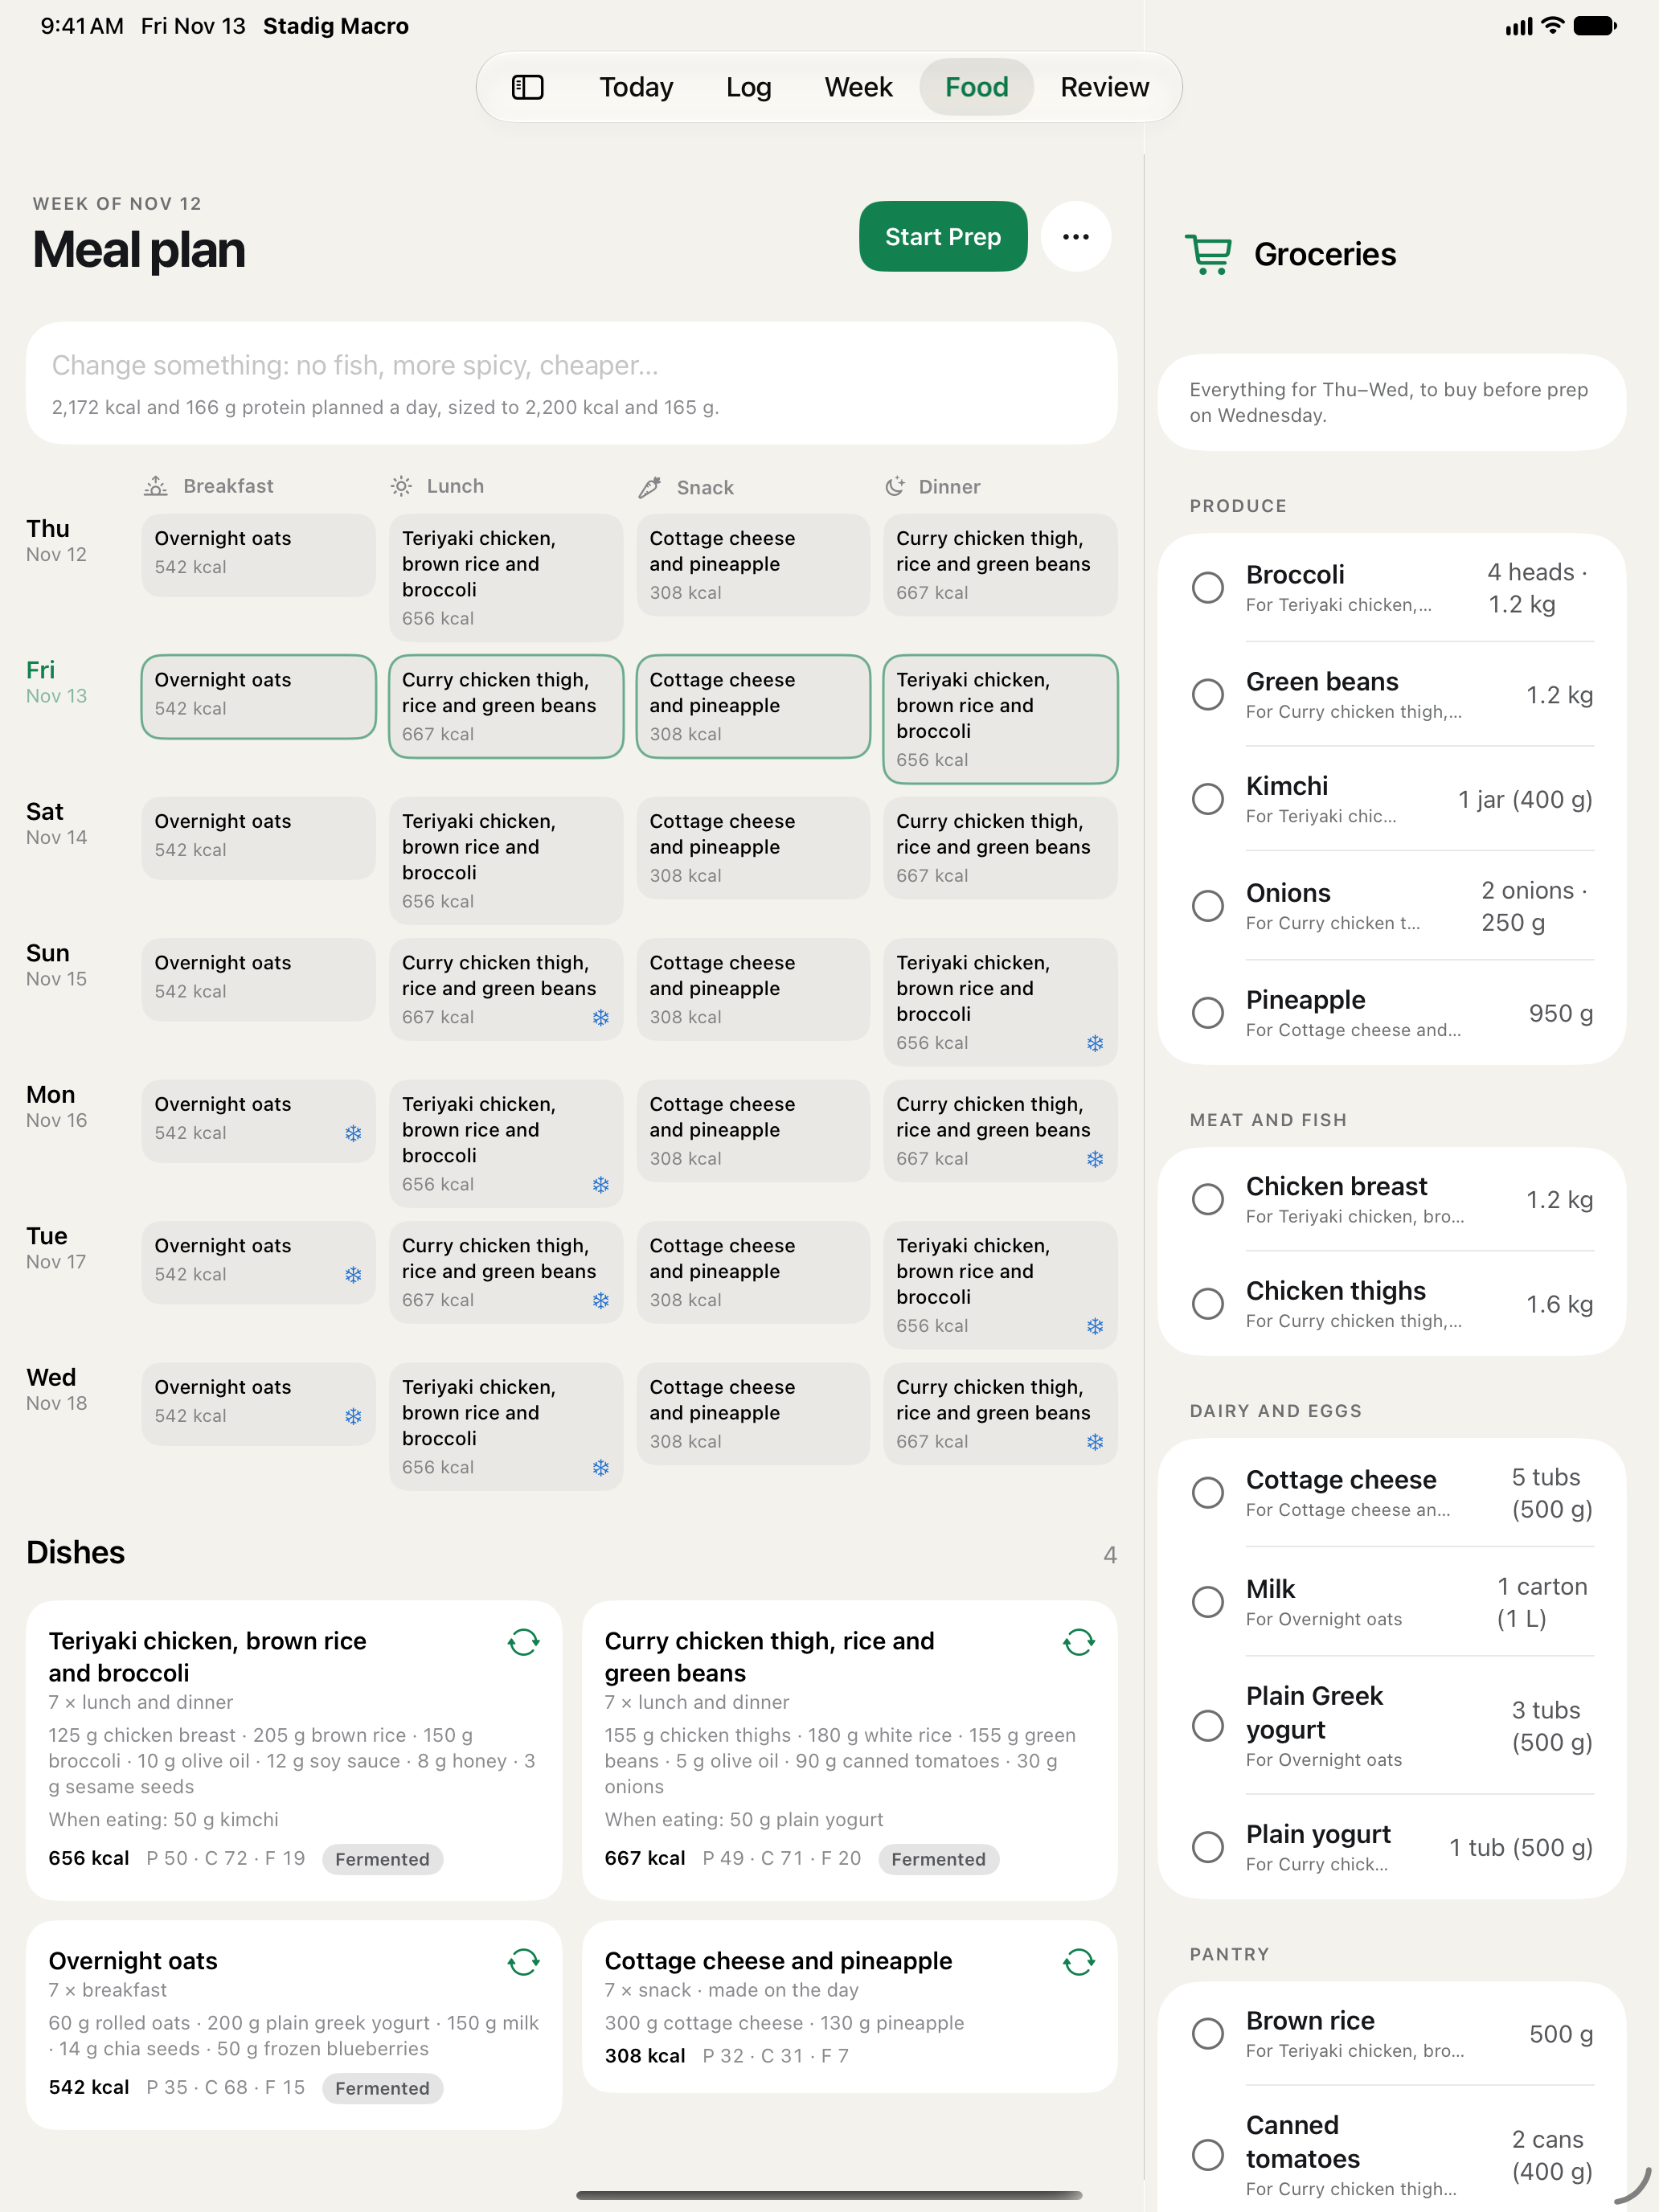 9:41 AM Fri Nov 13 Stadig Macro
Today Log Week Food Review
WEEK OF NOV 12
Meal plan
Start Prep
Change something: no fish, more spicy, cheaper...
2,172 kcal and 166 g protein planned a day, sized to 2,200 kcal and 165 g.
Breakfast Lunch Snack Dinner
Thu
Nov 12
Overnight oats
542 kcal
Teriyaki chicken,
brown rice and
broccoli
656 kcal
Cottage cheese
and pineapple
308 kcal
Curry chicken thigh,
rice and green beans
667 kcal
Fri
Nov 13
Overnight oats
542 kcal
Curry chicken thigh,
rice and green beans
667 kcal
Cottage cheese
and pineapple
308 kcal
Teriyaki chicken,
brown rice and
broccoli
656 kcal
Sat
Nov 14
Overnight oats
542 kcal
Teriyaki chicken,
brown rice and
broccoli
656 kcal
Cottage cheese
and pineapple
308 kcal
Curry chicken thigh,
rice and green beans
667 kcal
Sun
Nov 15
Overnight oats
542 kcal
Curry chicken thigh,
rice and green beans
667 kcal
Cottage cheese
and pineapple
308 kcal
Teriyaki chicken,
brown rice and
broccoli
656 kcal
Mon
Nov 16
Overnight oats
542 kcal
Teriyaki chicken,
brown rice and
broccoli
656 kcal
Cottage cheese
and pineapple
308 kcal
Curry chicken thigh,
rice and green beans
667 kcal
Tue
Nov 17
Overnight oats
542 kcal
Curry chicken thigh,
rice and green beans
667 kcal
Cottage cheese
and pineapple
308 kcal
Teriyaki chicken,
brown rice and
broccoli
656 kcal
Wed
Nov 18
Overnight oats
542 kcal
Teriyaki chicken,
brown rice and
broccoli
656 kcal
Cottage cheese
and pineapple
308 kcal
Curry chicken thigh,
rice and green beans
667 kcal
Dishes 4
Teriyaki chicken, brown rice
and broccoli
7 × lunch and dinner
125 g chicken breast · 205 g brown rice · 150 g
broccoli · 10 g olive oil · 12 g soy sauce · 8 g honey · 3
g sesame seeds
When eating: 50 g kimchi
656 kcal P 50 · C 72 · F 19 Fermented
Curry chicken thigh, rice and
green beans
7 × lunch and dinner
155 g chicken thighs · 180 g white rice · 155 g green
beans · 5 g olive oil · 90 g canned tomatoes · 30 g
onions
When eating: 50 g plain yogurt
667 kcal P 49 · C 71 · F 20 Fermented
Overnight oats
7 × breakfast
60 g rolled oats · 200 g plain greek yogurt · 150 g milk
· 14 g chia seeds · 50 g frozen blueberries
542 kcal P 35 · C 68 · F 15 Fermented
Cottage cheese and pineapple
7 × snack · made on the day
300 g cottage cheese · 130 g pineapple
308 kcal P 32 · C 31 · F 7
Groceries
Everything for Thu–Wed, to buy before prep
on Wednesday.
PRODUCE
Broccoli
For Teriyaki chicken,...
4 heads ·
1.2 kg
Green beans
For Curry chicken thigh,...
1.2 kg
Kimchi
For Teriyaki chic...
1 jar (400 g)
Onions
For Curry chicken t...
2 onions ·
250 g
Pineapple
For Cottage cheese and...
950 g
MEAT AND FISH
Chicken breast
For Teriyaki chicken, bro...
1.2 kg
Chicken thighs
For Curry chicken thigh,...
1.6 kg
DAIRY AND EGGS
Cottage cheese
For Cottage cheese an...
5 tubs
(500 g)
Milk
For Overnight oats
1 carton
(1 L)
Plain Greek
yogurt
For Overnight oats
3 tubs
(500 g)
Plain yogurt
For Curry chick...
1 tub (500 g)
PANTRY
Brown rice
For Teriyaki chicken, bro...
500 g
Canned
tomatoes
For Curry chicken thigh...
2 cans
(400 g)